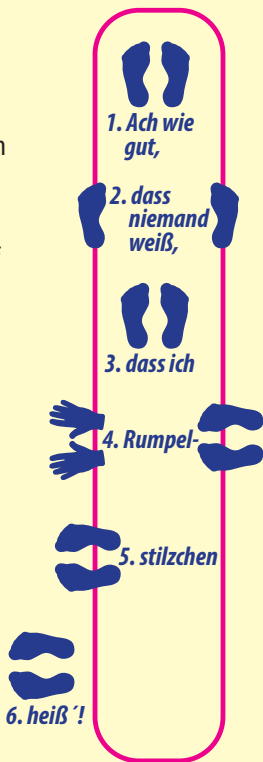 n
1. Ach wie
gut,
2. dass
niemand
weiß,
3. dass ich
4. Rumpel-
5. stilzchen
6. heiß ´!